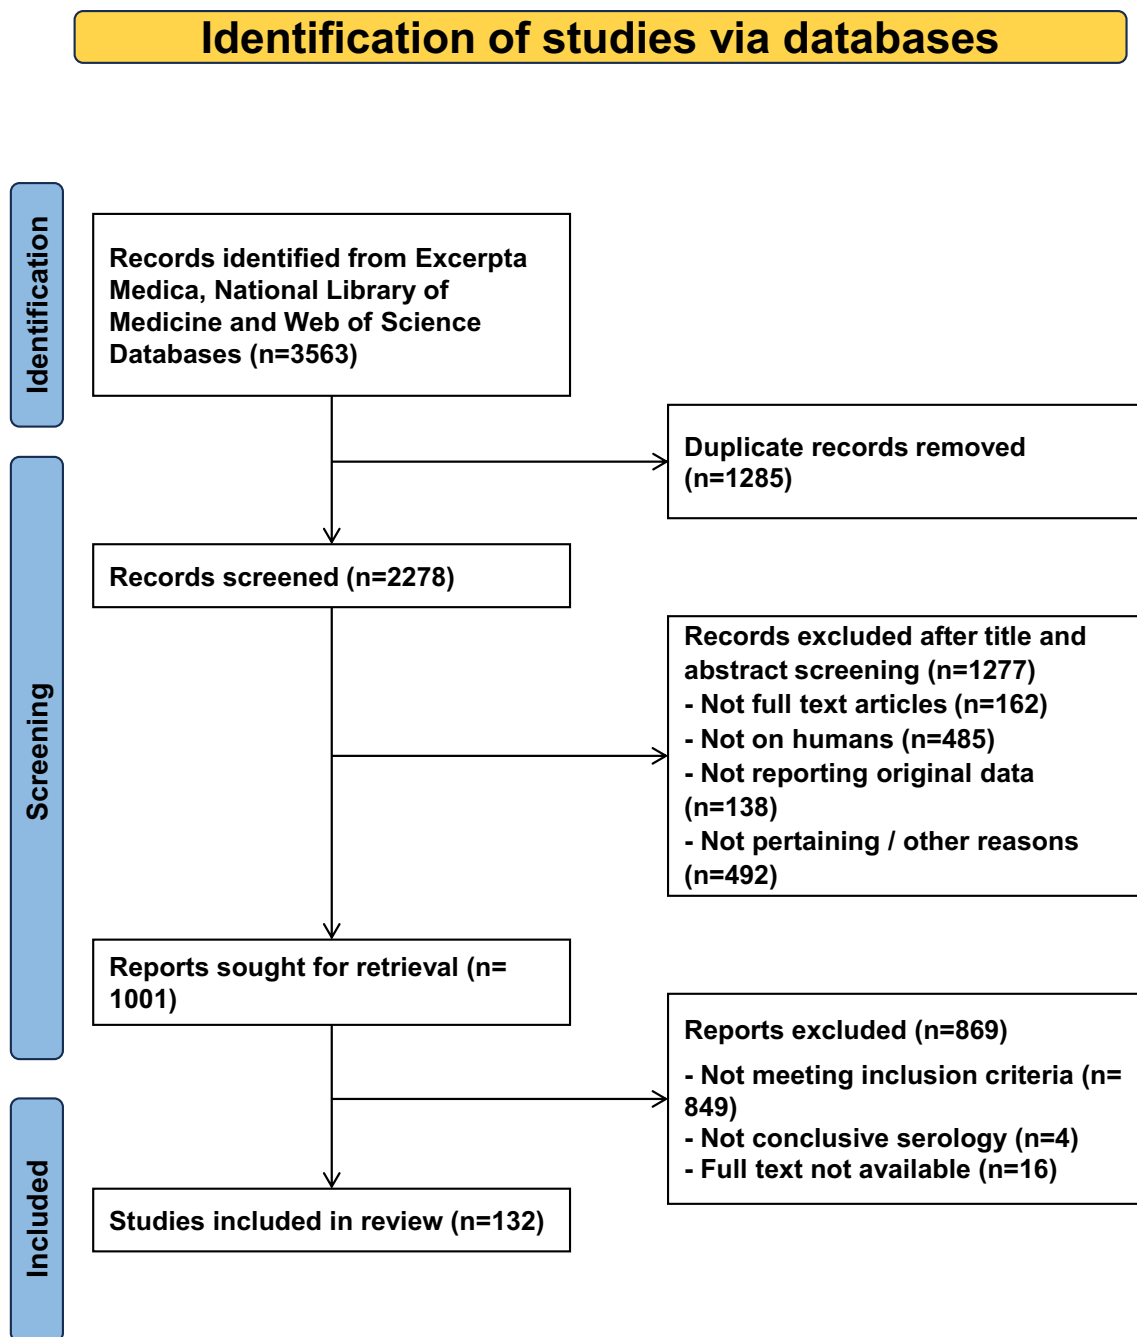 Identification of studies via databases
Identification
Records identified from Excerpta
Medica, National Library of
Medicine and Web of Science
Databases (n=3563)
Duplicate records removed
(n=1285)
Screening
Records screened (n=2278)
Records excluded after title and
abstract screening (n=1277)
- Not full text articles (n=162)
- Not on humans (n=485)
- Not reporting original data
(n=138)
- Not pertaining / other reasons
(n=492)
Reports sought for retrieval (n=
1001)
Reports excluded (n=869)
- Not meeting inclusion criteria (n=
849)
- Not conclusive serology (n=4)
- Full text not available (n=16)
Included
Studies included in review (n=132)